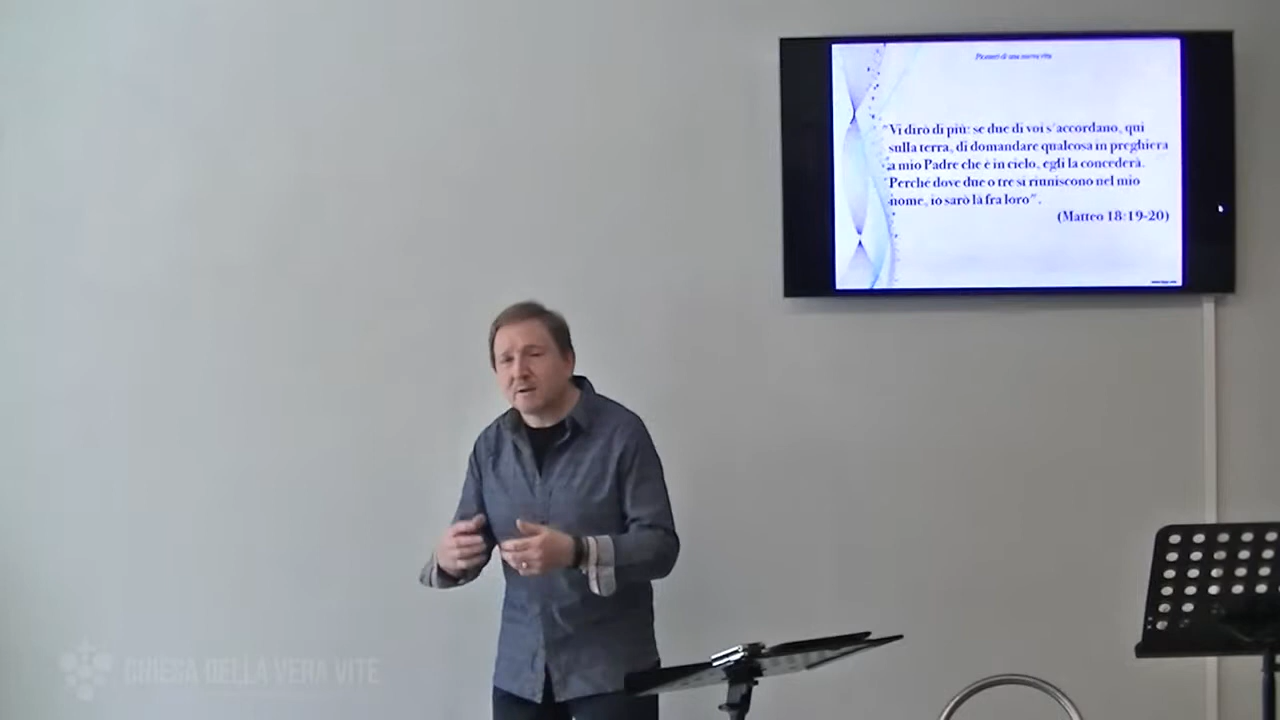 Pionieri di una nuova vita
"Vi dirò di più: se due di voi s'accordano, qui
sulla terra, di domandare qualcosa in preghiera
a mio Padre che è in cielo, egli la concederà.
Perché dove due o tre si riuniscono nel mio
nome, io sarò là fra loro".
(Matteo 18:19-20)
CHIESA DELLA VERA VITE